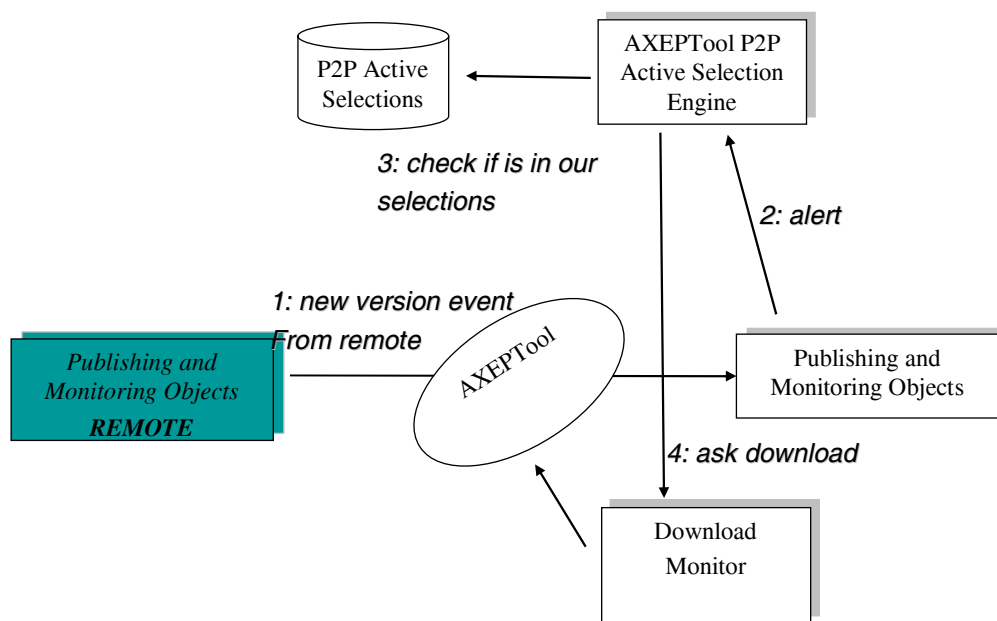 P2P Active
Selections
AXEPTool P2P
Active Selection
Engine
3: check if is in our
selections
2: alert
1: new version event
From remote
AXEPTool
Publishing and
Monitoring Objects
REMOTE
Publishing and
Monitoring Objects
4: ask download
Download
Monitor